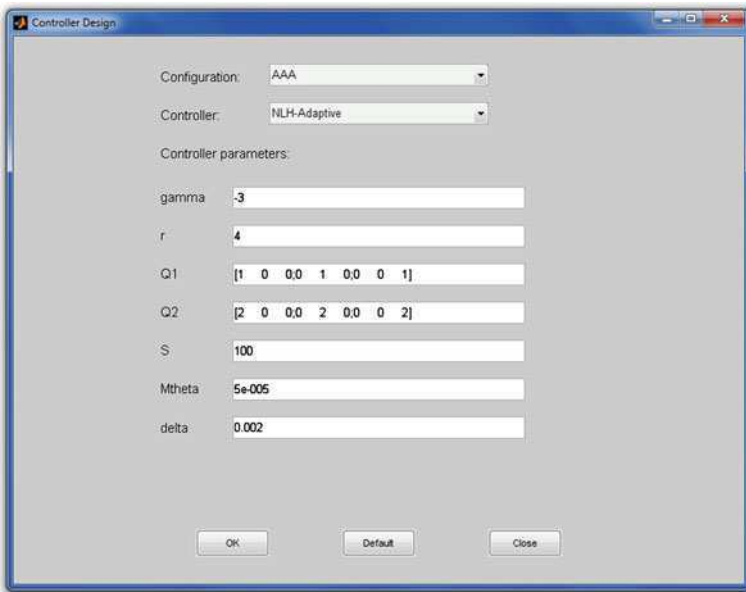 Controller Design
Configuration: AAA
Controller: NLH-Adaptive
Controller parameters:
gamma -3
r 4
Q1 [1 0 0;0 1 0;0 0 1]
Q2 [2 0 0;0 2 0;0 0 2]
S 100
Mtheta 5e-005
delta 0.002
OK Default Close